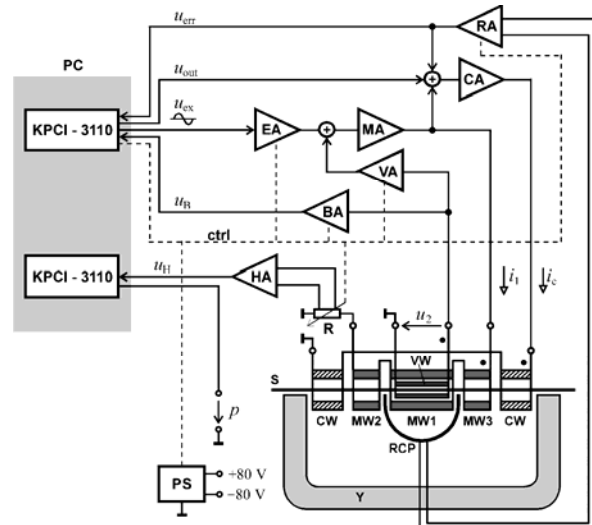 u_err
RA
PC
u_out
CA
u_ex
KPCI - 3110
EA
MA
VA
u_B
BA
ctrl
KPCI - 3110
u_H
HA
i_1
i_c
R
u_2
VW
S
p
CW
MW2
MW1
MW3
CW
RCP
PS
+80 V
−80 V
Y